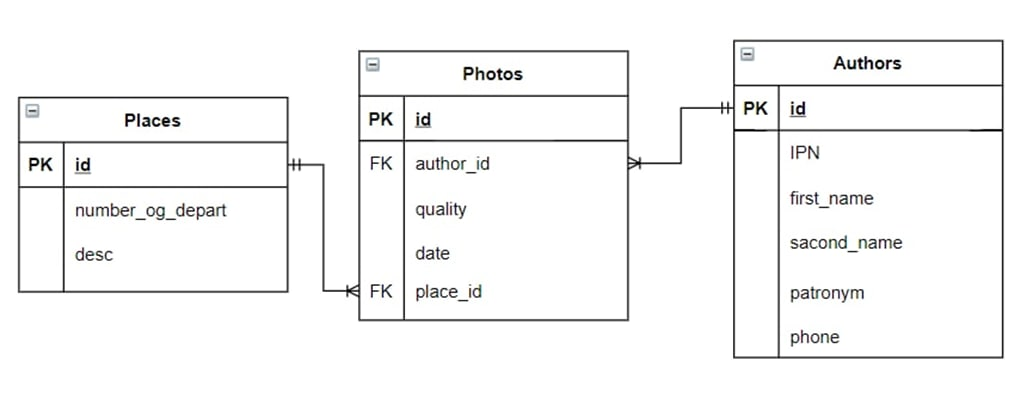 Places
PK id
number_og_depart
desc
Photos
PK id
FK author_id
quality
date
FK place_id
Authors
PK id
IPN
first_name
sacond_name
patronym
phone